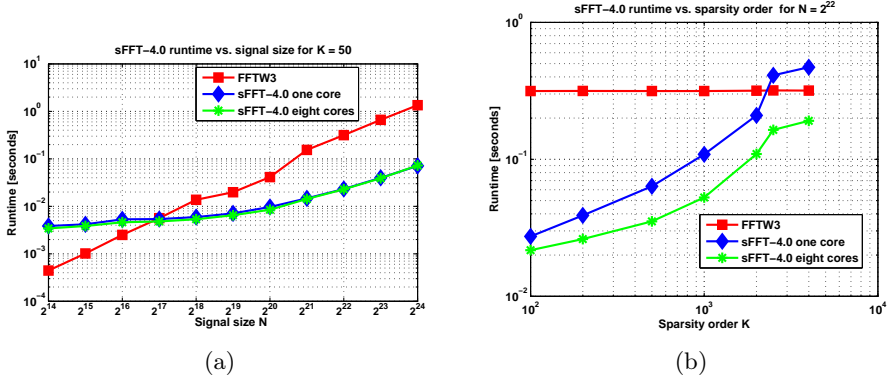 sFFT-4.0 runtime vs. signal size for K = 50
10^1
10^0
10^-1
10^-2
10^-3
10^-4
Runtime [seconds]
FFTW3
sFFT-4.0 one core
sFFT-4.0 eight cores
2^14 2^15 2^16 2^17 2^18 2^19 2^20 2^21 2^22 2^23 2^24
Signal size N
(a)
sFFT-4.0 runtime vs. sparsity order for N = 2^22
10^0
10^-1
10^-2
Runtime [seconds]
FFTW3
sFFT-4.0 one core
sFFT-4.0 eight cores
10^2 10^3 10^4
Sparsity order K
(b)